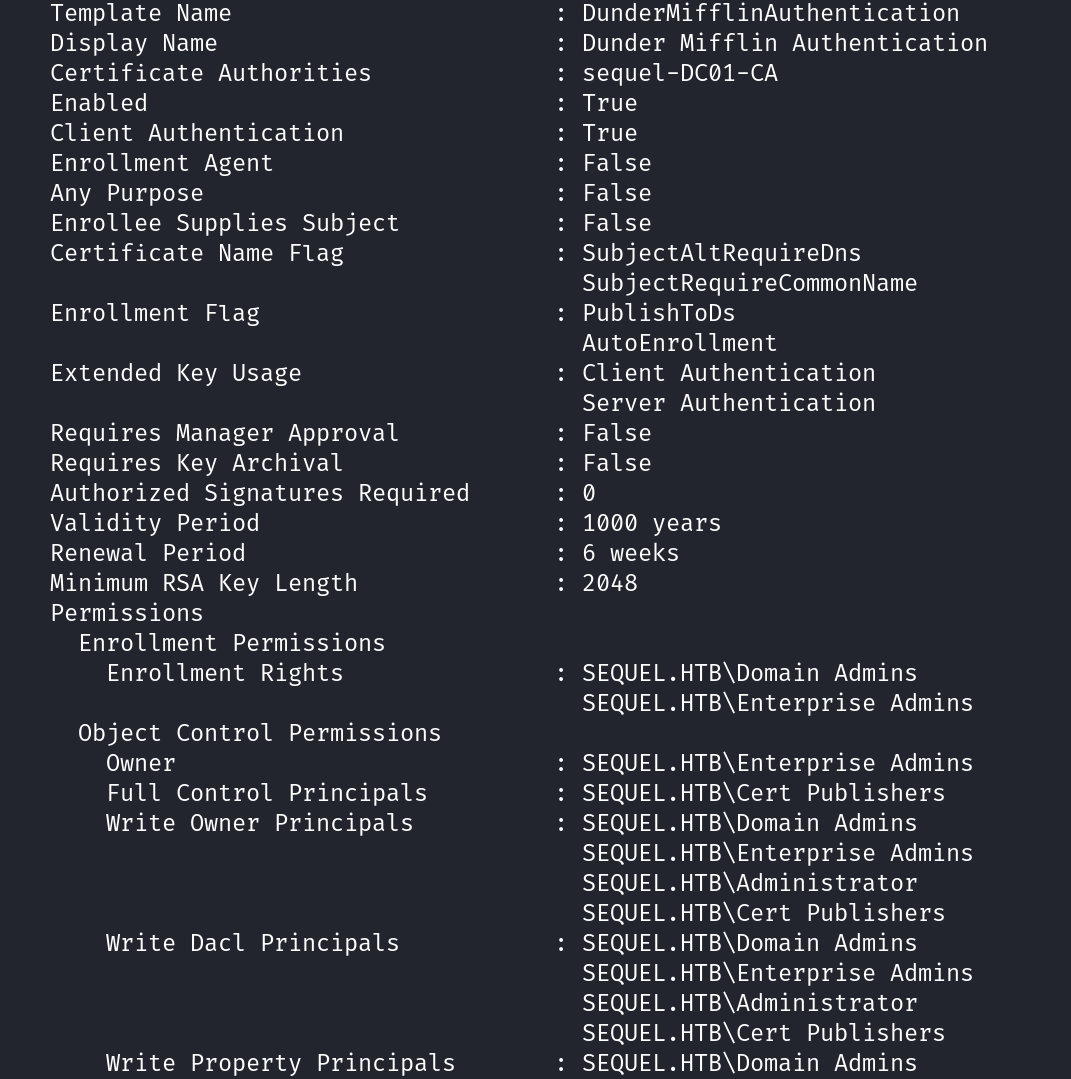 Template Name : DunderMifflinAuthentication
Display Name : Dunder Mifflin Authentication
Certificate Authorities : sequel-DC01-CA
Enabled : True
Client Authentication : True
Enrollment Agent : False
Any Purpose : False
Enrollee Supplies Subject : False
Certificate Name Flag : SubjectAltRequireDns
SubjectRequireCommonName
Enrollment Flag : PublishToDs
AutoEnrollment
Extended Key Usage : Client Authentication
Server Authentication
Requires Manager Approval : False
Requires Key Archival : False
Authorized Signatures Required : 0
Validity Period : 1000 years
Renewal Period : 6 weeks
Minimum RSA Key Length : 2048
Permissions
Enrollment Permissions
Enrollment Rights : SEQUEL.HTB\Domain Admins
SEQUEL.HTB\Enterprise Admins
Object Control Permissions
Owner : SEQUEL.HTB\Enterprise Admins
Full Control Principals : SEQUEL.HTB\Cert Publishers
Write Owner Principals : SEQUEL.HTB\Domain Admins
SEQUEL.HTB\Enterprise Admins
SEQUEL.HTB\Administrator
SEQUEL.HTB\Cert Publishers
Write Dacl Principals : SEQUEL.HTB\Domain Admins
SEQUEL.HTB\Enterprise Admins
SEQUEL.HTB\Administrator
SEQUEL.HTB\Cert Publishers
Write Property Principals : SEQUEL.HTB\Domain Admins